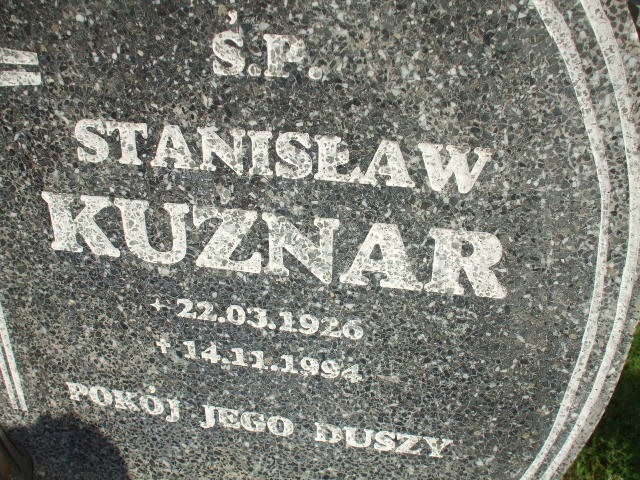 Ś.P.
STANISŁAW
KUŹNAR
+ 22.03.1926
+ 14.11.1994
POKÓJ JEGO DUSZY